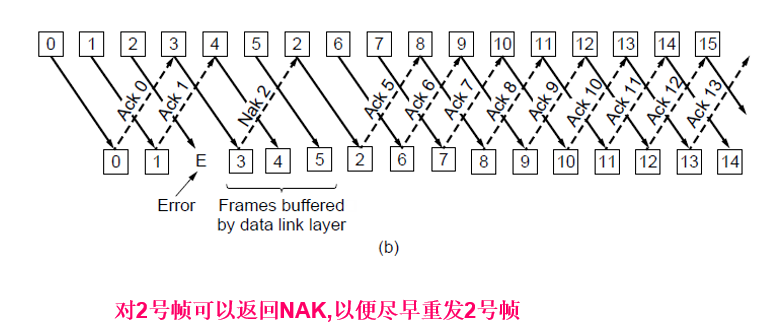 0 1 2 3 4 5 2 6 7 8 9 10 11 12 13 14 15
Ack 0 Ack 1 Nak 2 Ack 5 Ack 6 Ack 7 Ack 8 Ack 9 Ack 10 Ack 11 Ack 12 Ack 13
0 1 E 3 4 5 2 6 7 8 9 10 11 12 13 14
Error Frames buffered
by data link layer
(b)
对2号帧可以返回NAK,以便尽早重发2号帧